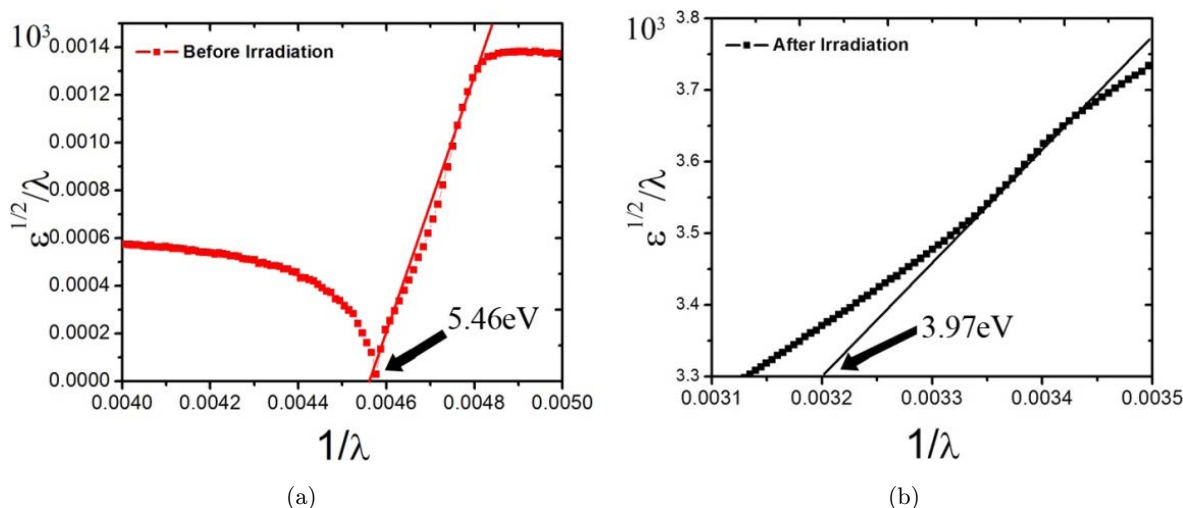 10³
0.0014
0.0012
0.0010
0.0008
0.0006
0.0004
0.0002
0.0000
ε^1/2/λ
Before Irradiation
5.46eV
0.0040 0.0042 0.0044 0.0046 0.0048 0.0050
1/λ
(a)
10³
3.8
3.7
3.6
3.5
3.4
3.3
ε^1/2/λ
After Irradiation
3.97eV
0.0031 0.0032 0.0033 0.0034 0.0035
1/λ
(b)